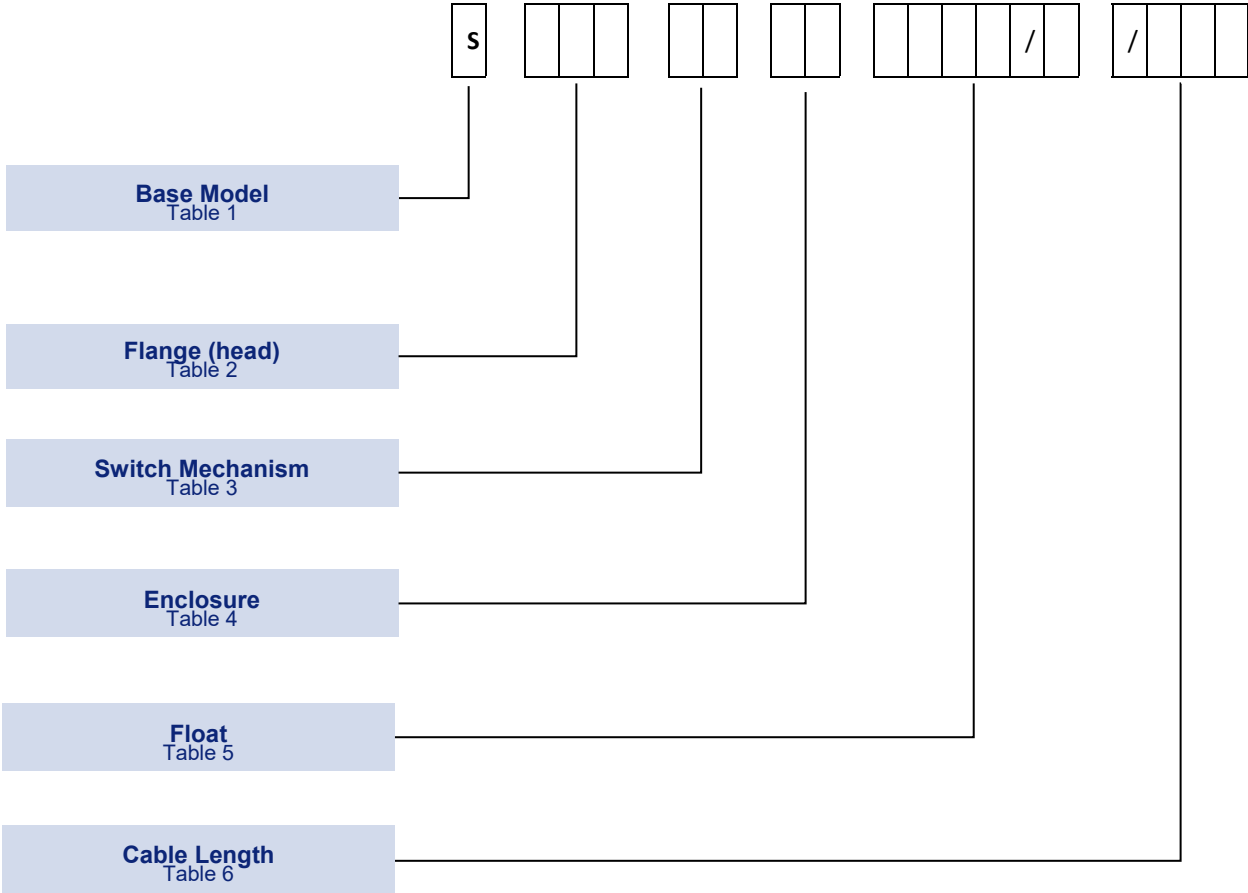 S / /
Base Model
Table 1
Flange (head)
Table 2
Switch Mechanism
Table 3
Enclosure
Table 4
Float
Table 5
Cable Length
Table 6